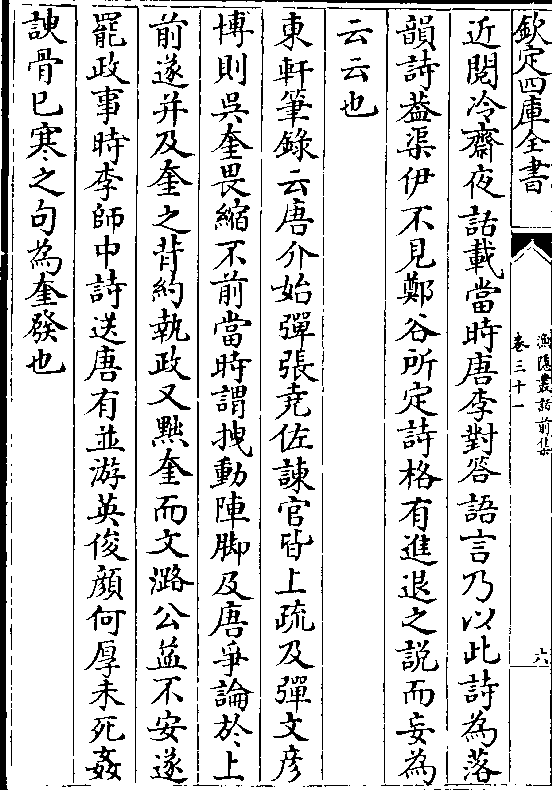 欽定四庫全書
漁隠叢話前集
卷三十一
六
近閱冷齋夜話載當時唐李對答語言乃以此詩為落
韻詩葢渠伊不見鄭谷所定詩格有進退之説而妄為
云云也
東軒筆錄云唐介始彈張堯佐諫官皆上疏及彈文彦
博則吳奎畏縮不前當時謂拽動陣脚及唐爭論於上
前遂并及奎之背約執政又黜奎而文潞公益不安遂
罷政事時李師中詩送唐有並游英俊顔何厚未死姦
諛骨已寒之句為奎發也